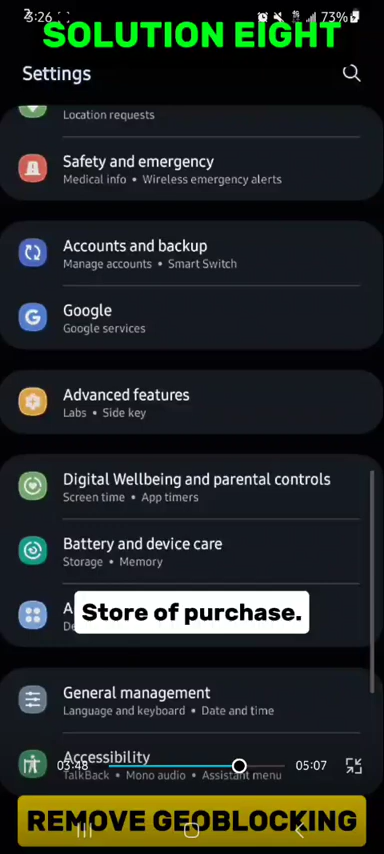 3:26
73%
SOLUTION EIGHT
Settings
Location requests
Safety and emergency
Medical info • Wireless emergency alerts
Accounts and backup
Manage accounts • Smart Switch
Google
Google services
Advanced features
Labs • Side key
Digital Wellbeing and parental controls
Screen time • App timers
Battery and device care
Storage • Memory
Store of purchase.
General management
Language and keyboard • Date and time
Accessibility
03:48
05:07
TalkBack • Mono audio • Assistant menu
REMOVE GEOBLOCKING